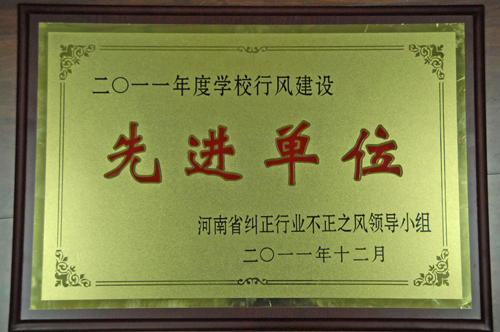 二〇一一年度学校行风建设
先进单位
河南省纠正行业不正之风领导小组
二〇一一年十二月